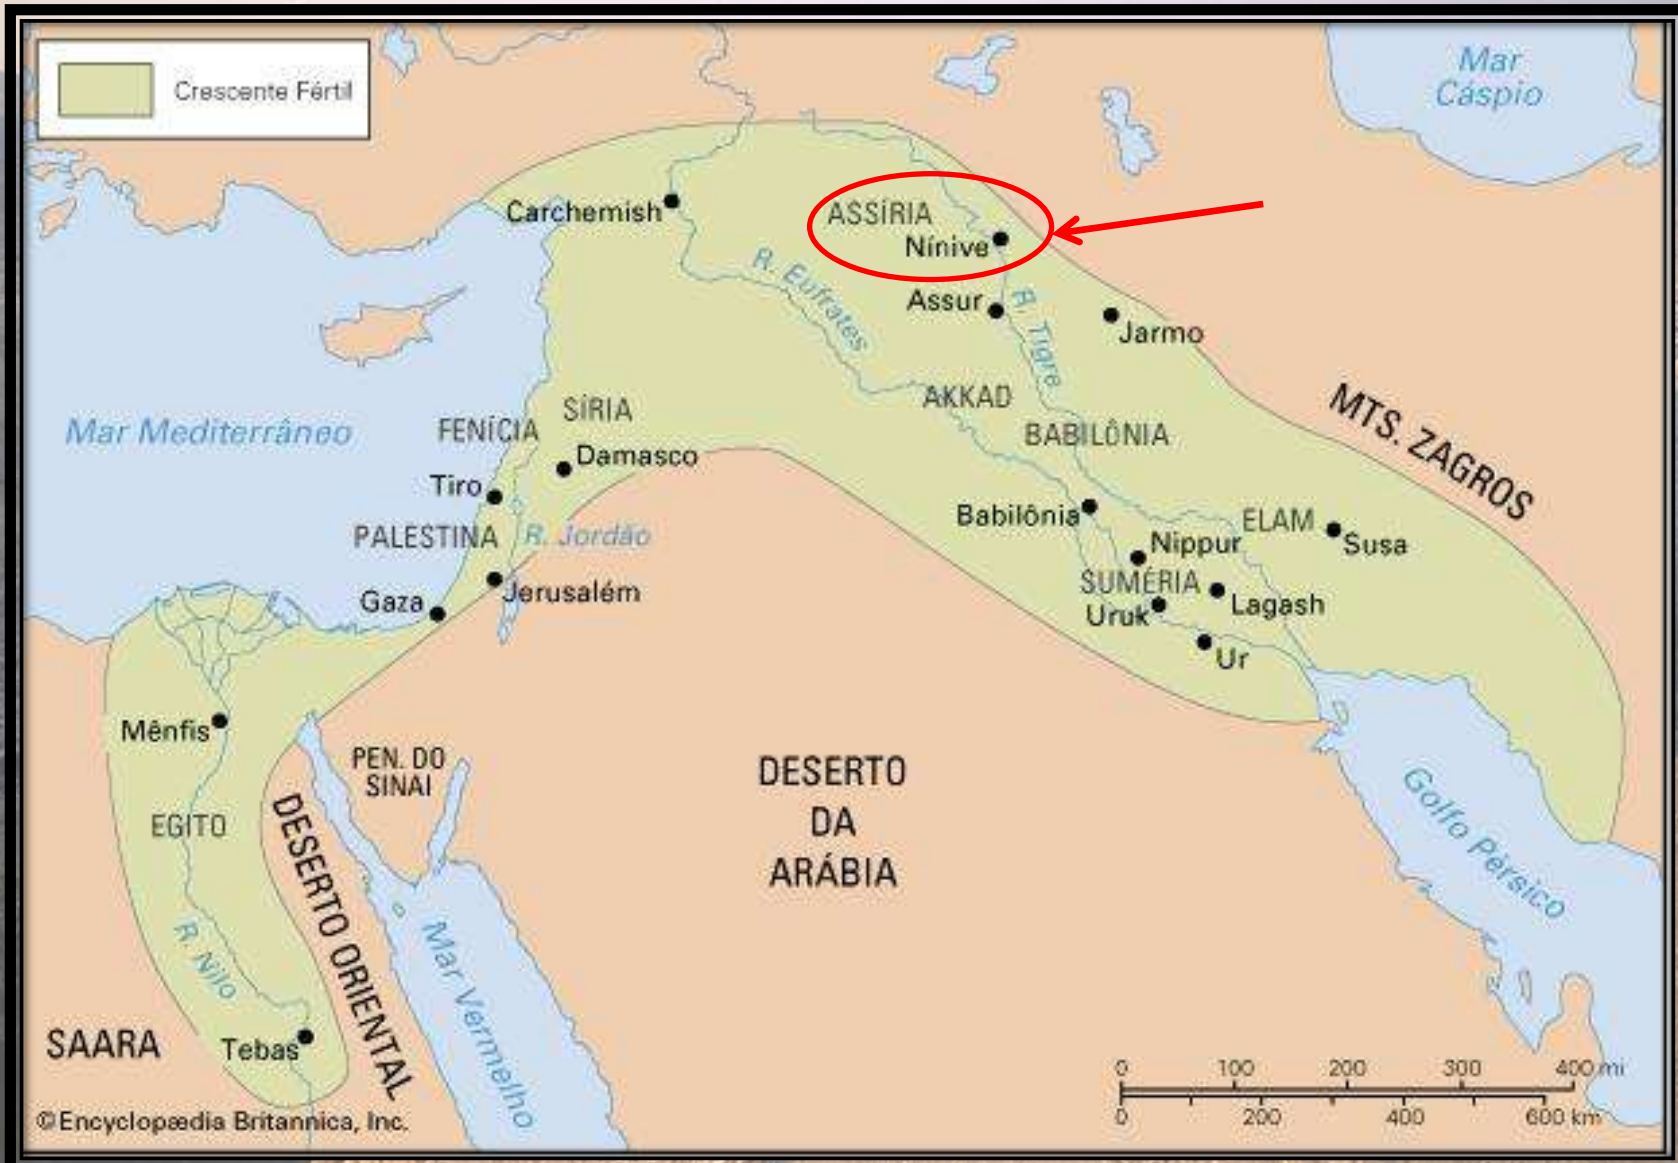 Crescente Fértil
Mar
Cáspio
Carchemish
ASSÍRIA
Nínive
R. Eufrates
Assur
R. Tigre
Jarmo
AKKAD
MTS. ZAGROS
SÍRIA
FENÍCIA
Mar Mediterrâneo
BABILÔNIA
Damasco
Tiro
Babilônia
ELAM
PALESTINA
R. Jordão
Nippur
Susa
SUMÉRIA
Jerusalém
Gaza
Lagash
Uruk
Ur
Mênfis
PEN. DO
SINAI
DESERTO
DA
ARÁBIA
EGITO
DESERTO ORIENTAL
Golfo Pérsico
R. Nilo
Mar Vermelho
SAARA
Tebas
0 100 200 300 400 mi
0 200 400 600 km
©Encyclopædia Britannica, Inc.